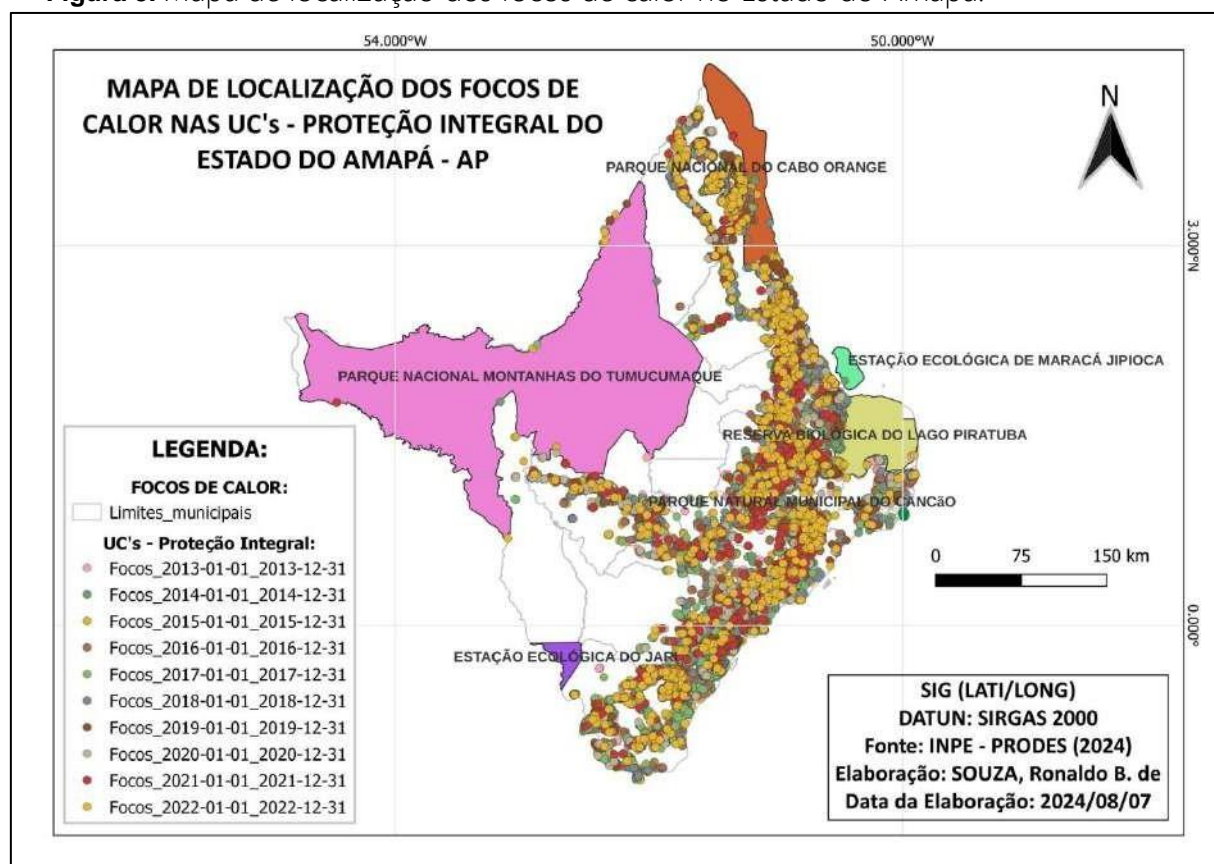 Figura 3. Mapa de localização dos focos de calor no Estado do Amapá.
54.000°W
50.000°W
MAPA DE LOCALIZAÇÃO DOS FOCOS DE
CALOR NAS UC's - PROTEÇÃO INTEGRAL DO
ESTADO DO AMAPÁ - AP
N
PARQUE NACIONAL DO CABO ORANGE
3.000°N
ESTAÇÃO ECOLÓGICA DE MARACÁ JIPIOCA
PARQUE NACIONAL MONTANHAS DO TUMUCUMAQUE
RESERVA BIOLÓGICA DO LAGO PIRATUBA
PARQUE NATURAL MUNICIPAL DO CANCãO
0 75 150 km
0.000°
ESTAÇÃO ECOLÓGICA DO JARI
LEGENDA:
FOCOS DE CALOR:
Limites_municipais
UC's - Proteção Integral:
Focos_2013-01-01_2013-12-31
Focos_2014-01-01_2014-12-31
Focos_2015-01-01_2015-12-31
Focos_2016-01-01_2016-12-31
Focos_2017-01-01_2017-12-31
Focos_2018-01-01_2018-12-31
Focos_2019-01-01_2019-12-31
Focos_2020-01-01_2020-12-31
Focos_2021-01-01_2021-12-31
Focos_2022-01-01_2022-12-31
SIG (LATI/LONG)
DATUN: SIRGAS 2000
Fonte: INPE - PRODES (2024)
Elaboração: SOUZA, Ronaldo B. de
Data da Elaboração: 2024/08/07